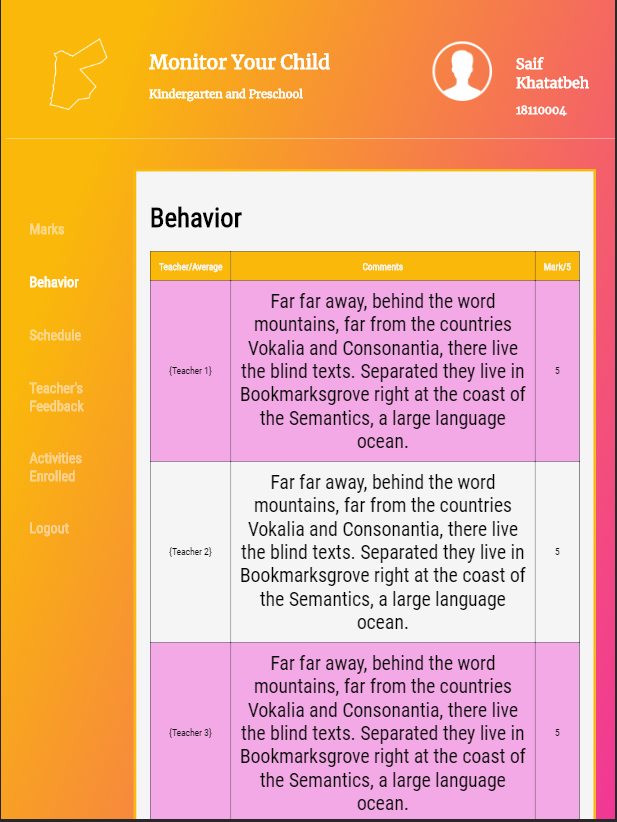 Monitor Your Child
Kindergarten and Preschool
Saif
Khatatbeh
18110004
Marks
Behavior
Schedule
Teacher's
Feedback
Activities
Enrolled
Logout
Behavior
Teacher/Average Comments Mark/5
{Teacher 1}
Far far away, behind the word
mountains, far from the countries
Vokalia and Consonantia, there live
the blind texts. Separated they live in
Bookmarksgrove right at the coast of
the Semantics, a large language
ocean.
5
{Teacher 2}
Far far away, behind the word
mountains, far from the countries
Vokalia and Consonantia, there live
the blind texts. Separated they live in
Bookmarksgrove right at the coast of
the Semantics, a large language
ocean.
5
{Teacher 3}
Far far away, behind the word
mountains, far from the countries
Vokalia and Consonantia, there live
the blind texts. Separated they live in
Bookmarksgrove right at the coast of
the Semantics, a large language
ocean.
5